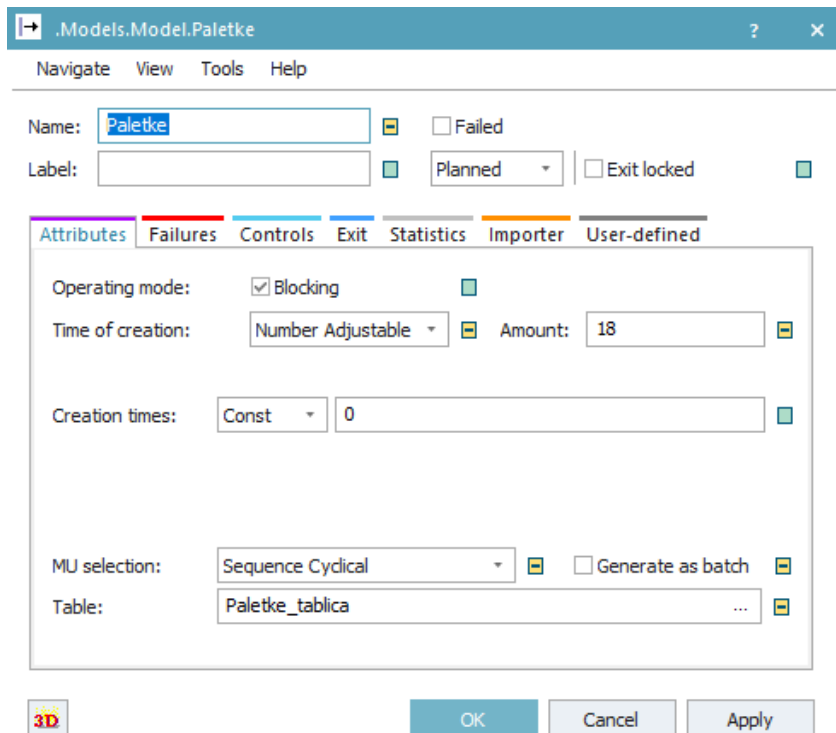 .Models.Model.Paletke ? ×
Navigate View Tools Help
Name: Paletke Failed
Label: Planned Exit locked
Attributes Failures Controls Exit Statistics Importer User-defined
Operating mode: Blocking
Time of creation: Number Adjustable Amount: 18
Creation times: Const 0
MU selection: Sequence Cyclical Generate as batch
Table: Paletke_tablica ...
3D OK Cancel Apply